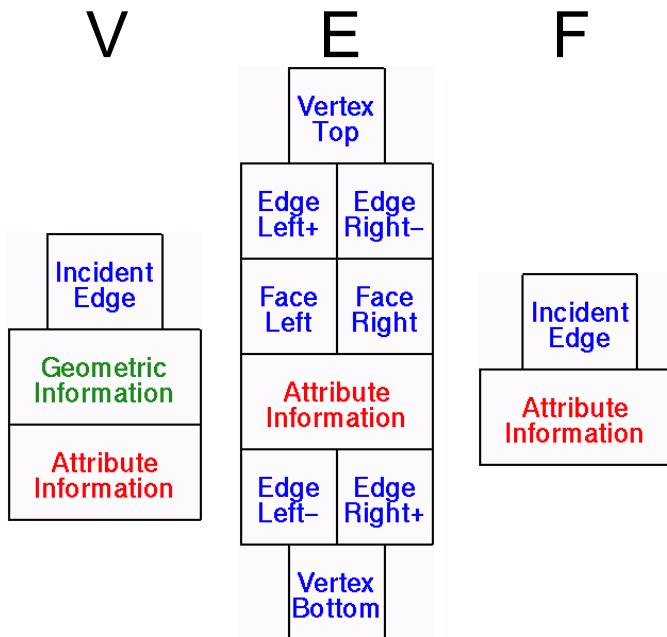 V E F
Vertex
Top
Edge
Left+
Edge
Right–
Incident
Edge
Face
Left
Face
Right
Incident
Edge
Geometric
Information
Attribute
Information
Attribute
Information
Attribute
Information
Edge
Left–
Edge
Right+
Vertex
Bottom